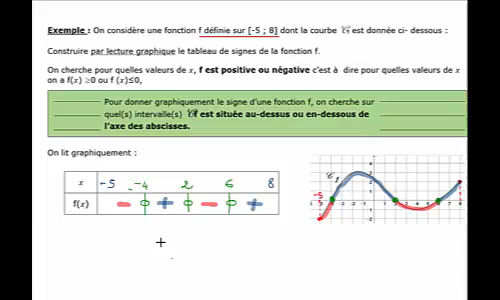 Exemple : On considère une fonction f définie sur [-5 ; 8] dont la courbe 𝒞f est donnée ci- dessous :
Construire par lecture graphique le tableau de signes de la fonction f.
On cherche pour quelles valeurs de x, f est positive ou négative c'est à dire pour quelles valeurs de x
on a f(x) ≥0 ou f (x)≤0,
Pour donner graphiquement le signe d'une fonction f, on cherche sur
quel(s) intervalle(s) 𝒞f est située au-dessus ou en-dessous de
l'axe des abscisses.
On lit graphiquement :
x -5 -4 2 6 8
f(x) - 0 + 0 - 0 +
-5
𝒞f